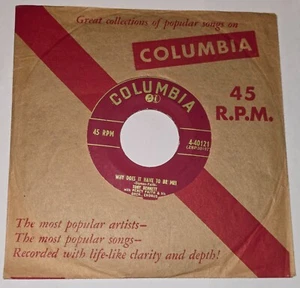 Great collections of popular songs on
COLUMBIA
45
R.P.M.
COLUMBIA
45 RPM
4-40121
WHY DOES IT HAVE TO BE ME?
TONY BENNETT
The most popular artists—
The most popular songs—
Recorded with life-like clarity and depth!